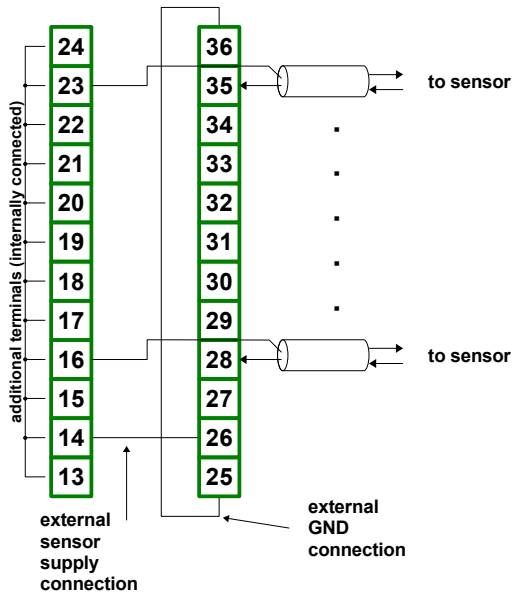 additional terminals (internally connected)
24
23
22
21
20
19
18
17
16
15
14
13
36
35
34
33
32
31
30
29
28
27
26
25
to sensor
to sensor
external
sensor
supply
connection
external
GND
connection